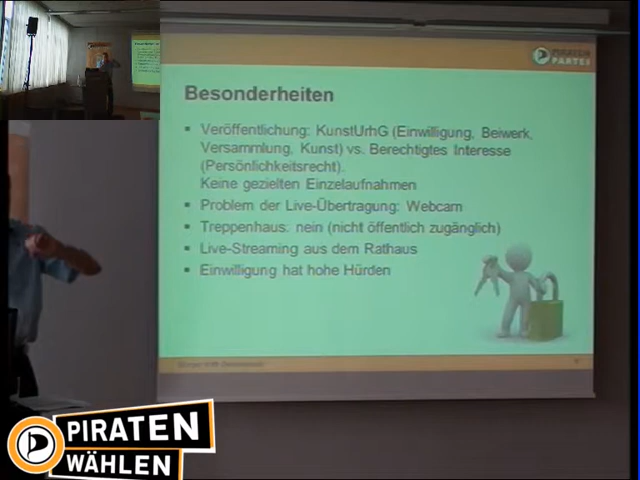 PIRATEN
PARTEI
Besonderheiten
▪ Veröffentlichung: KunstUrhG (Einwilligung, Beiwerk,
Versammlung, Kunst) vs. Berechtigtes Interesse
(Persönlichkeitsrecht).
Keine gezielten Einzelaufnahmen
▪ Problem der Live-Übertragung: Webcam
▪ Treppenhaus: nein (nicht öffentlich zugänglich)
▪ Live-Streaming aus dem Rathaus
▪ Einwilligung hat hohe Hürden
PIRATEN
WÄHLEN